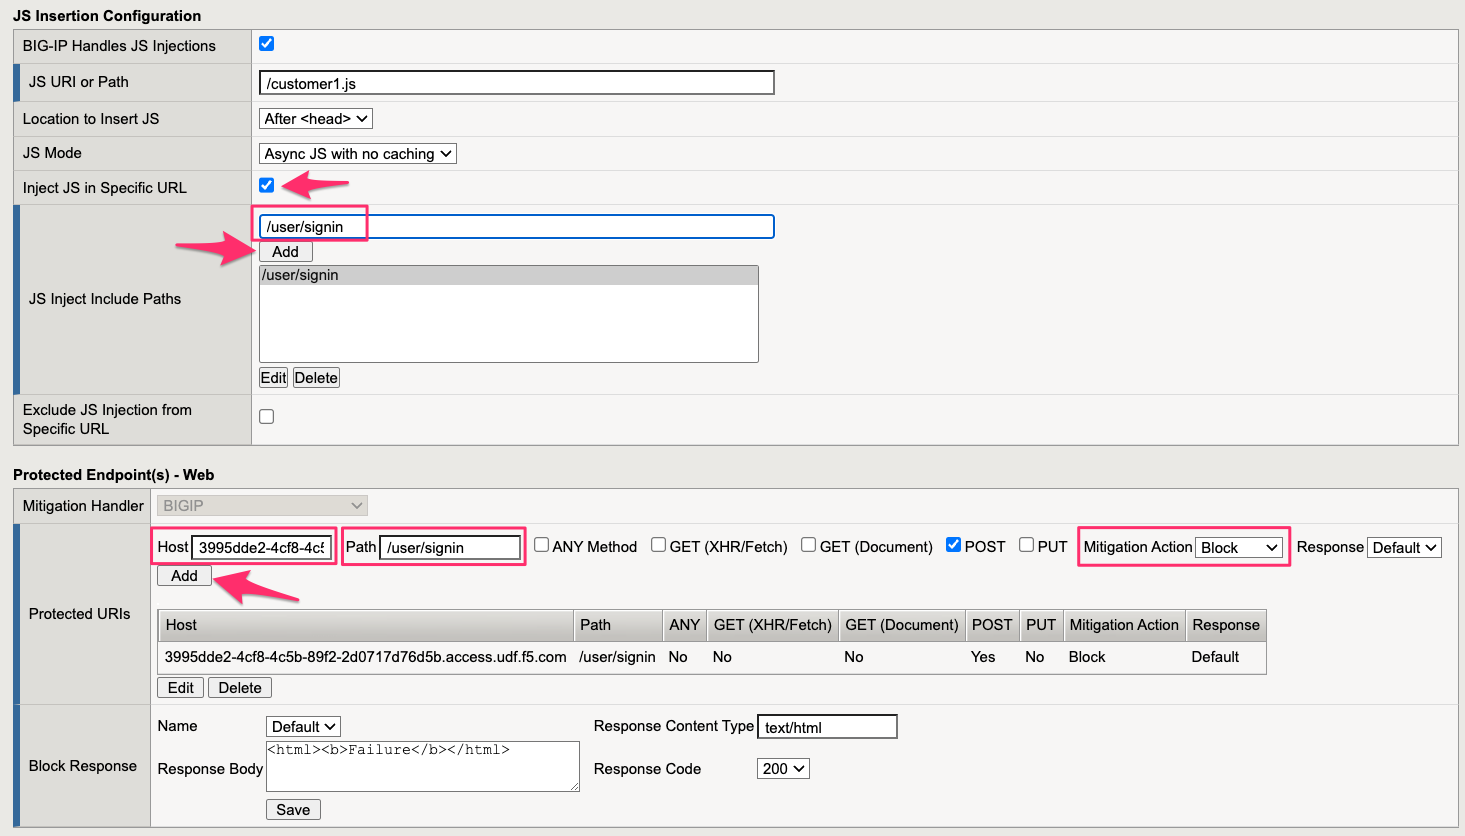 JS Insertion Configuration
BIG-IP Handles JS Injections
JS URI or Path
/customer1.js
Location to Insert JS
After <head>
JS Mode
Async JS with no caching
Inject JS in Specific URL
JS Inject Include Paths
/user/signin
Add
/user/signin
Edit Delete
Exclude JS Injection from
Specific URL
Protected Endpoint(s) - Web
Mitigation Handler
BIGIP
Protected URIs
Host 3995dde2-4cf8-4c5 Path /user/signin ANY Method GET (XHR/Fetch) GET (Document) POST PUT Mitigation Action Block Response Default
Add
Host Path ANY GET (XHR/Fetch) GET (Document) POST PUT Mitigation Action Response
3995dde2-4cf8-4c5b-89f2-2d0717d76d5b.access.udf.f5.com /user/signin No No No Yes No Block Default
Edit Delete
Block Response
Name Default Response Content Type text/html
Response Body <html><b>Failure</b></html> Response Code 200
Save